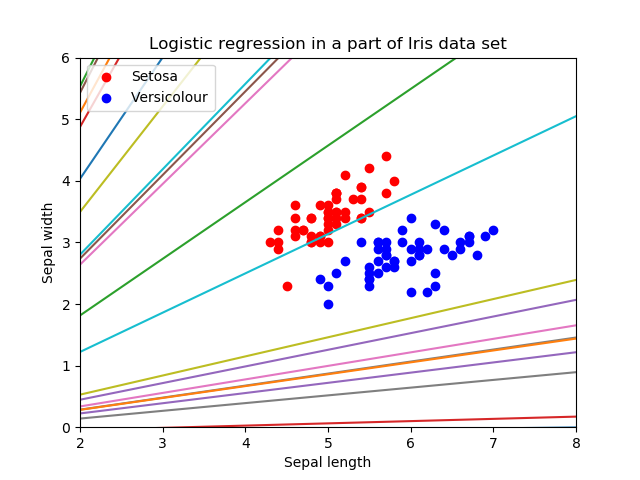 Logistic regression in a part of Iris data set
Setosa
Versicolour
Sepal width
6
5
4
3
2
1
0
2 3 4 5 6 7 8
Sepal length